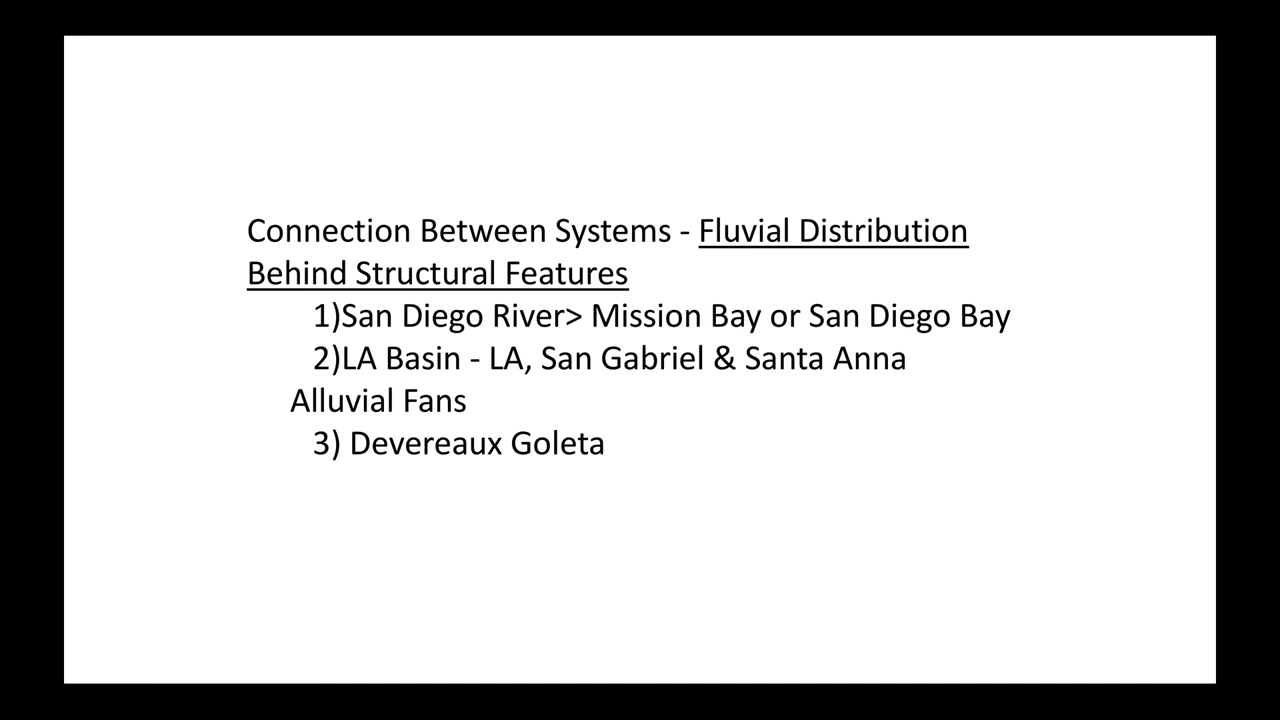 Connection Between Systems - Fluvial Distribution
Behind Structural Features
1)San Diego River> Mission Bay or San Diego Bay
2)LA Basin - LA, San Gabriel & Santa Anna
Alluvial Fans
3) Devereaux Goleta